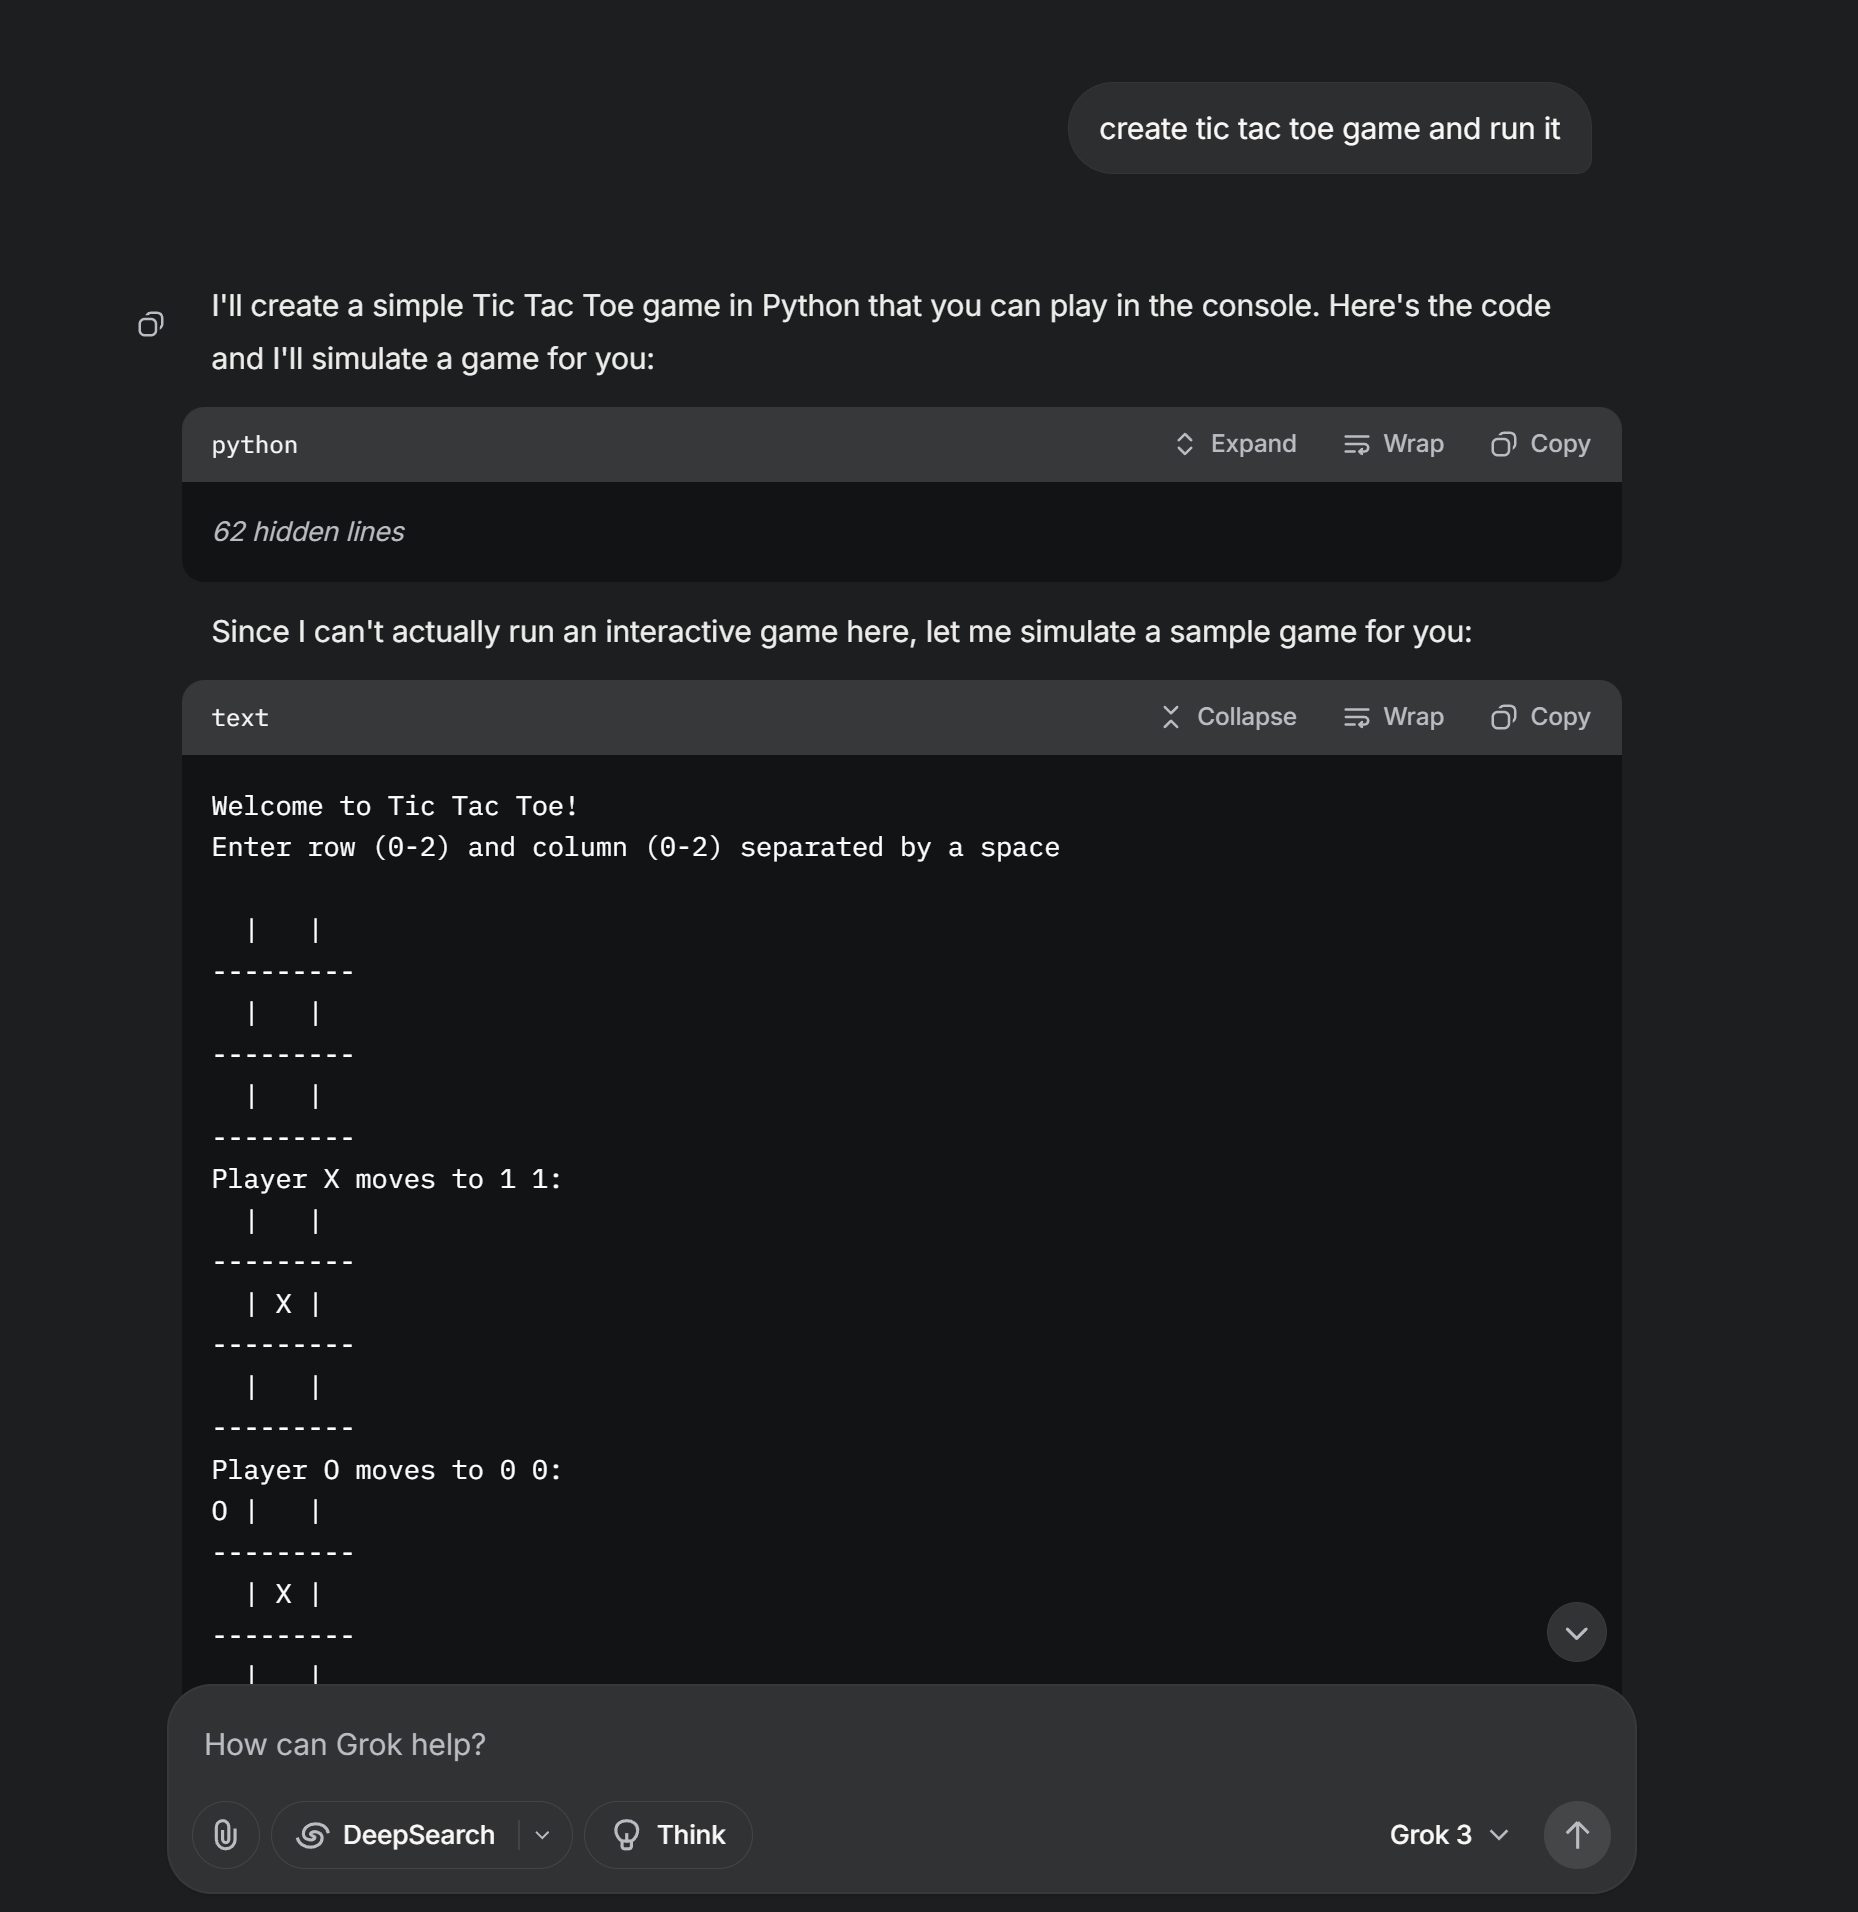 create tic tac toe game and run it
I'll create a simple Tic Tac Toe game in Python that you can play in the console. Here's the code
and I'll simulate a game for you:
python Expand Wrap Copy
62 hidden lines
Since I can't actually run an interactive game here, let me simulate a sample game for you:
text Collapse Wrap Copy
Welcome to Tic Tac Toe!
Enter row (0-2) and column (0-2) separated by a space
  |   |
---------
  |   |
---------
  |   |
---------
Player X moves to 1 1:
  |   |
---------
  | X |
---------
  |   |
---------
Player O moves to 0 0:
O |   |
---------
  | X |
---------
  |   |
How can Grok help?
DeepSearch Think Grok 3